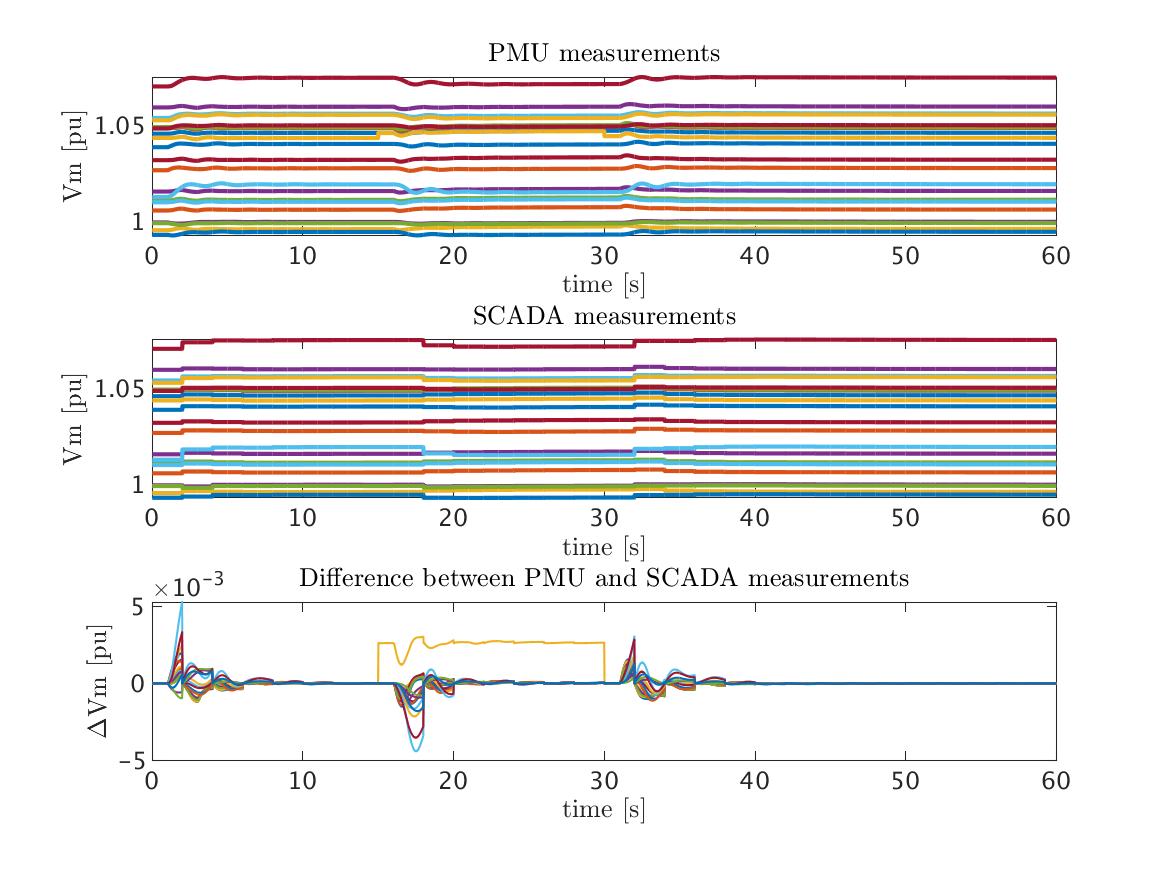 PMU measurements
Vm [pu]
1.05
1
0 10 20 30 40 50 60
time [s]
SCADA measurements
Vm [pu]
1.05
1
0 10 20 30 40 50 60
time [s]
Difference between PMU and SCADA measurements
×10⁻³
ΔVm [pu]
5
0
−5
0 10 20 30 40 50 60
time [s]